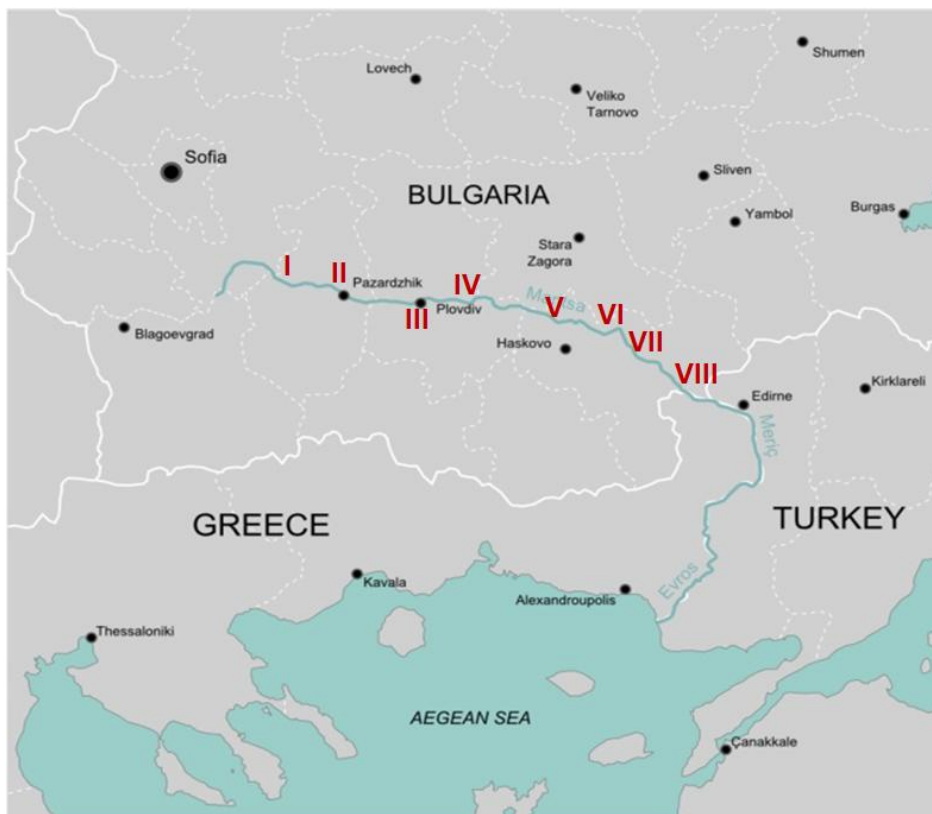 Shumen
Lovech
Veliko
Tarnovo
Sofia
Sliven
BULGARIA
Burgas
Yambol
Stara
Zagora
I
II
Pazardzhik
IV
Maritsa
III
Plovdiv
V
VI
Blagoevgrad
Haskovo
VII
VIII
Kirklareli
Edirne
Meriç
GREECE
TURKEY
Evros
Kavala
Alexandroupolis
Thessaloniki
AEGEAN SEA
Çanakkale